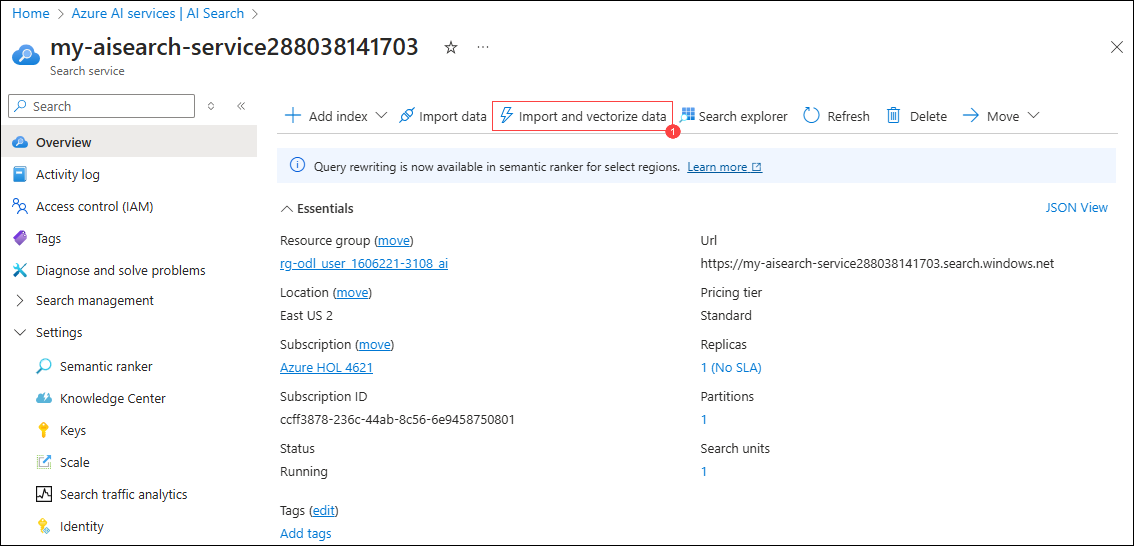 Home > Azure AI services | AI Search >
my-aisearch-service288038141703
Search service
Search
Add index
Import data
Import and vectorize data
1
Search explorer
Refresh
Delete
Move
Overview
Activity log
Access control (IAM)
Tags
Diagnose and solve problems
Search management
Settings
Semantic ranker
Knowledge Center
Keys
Scale
Search traffic analytics
Identity
Query rewriting is now available in semantic ranker for select regions. Learn more
Essentials
JSON View
Resource group (move)
rg-odl_user_1606221-3108_ai
Location (move)
East US 2
Subscription (move)
Azure HOL 4621
Subscription ID
ccff3878-236c-44ab-8c56-6e9458750801
Status
Running
Url
https://my-aisearch-service288038141703.search.windows.net
Pricing tier
Standard
Replicas
1 (No SLA)
Partitions
1
Search units
1
Tags (edit)
Add tags